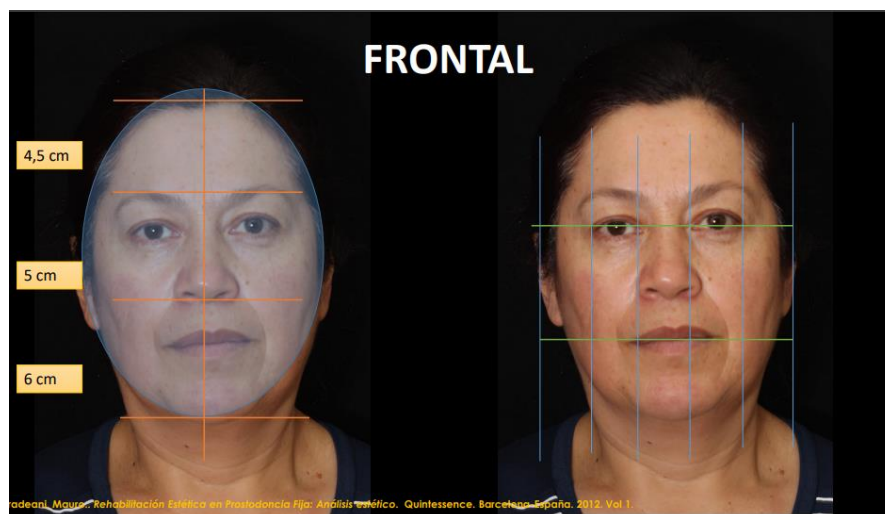 FRONTAL
4,5 cm
5 cm
6 cm
radeani, Mauro.. Rehabilitación Estética en Prostodoncia Fija: Análisis estético. Quintessence. Barcelona-España. 2012. Vol 1.